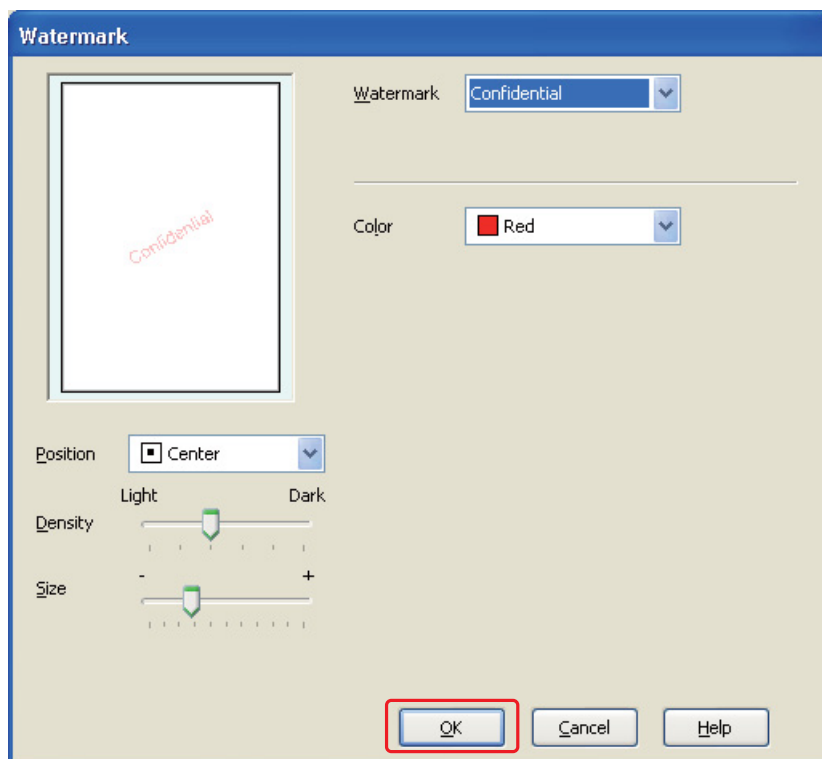 Watermark
Watermark Confidential
Confidential
Color Red
Position Center
Light Dark
Density
- +
Size
OK Cancel Help